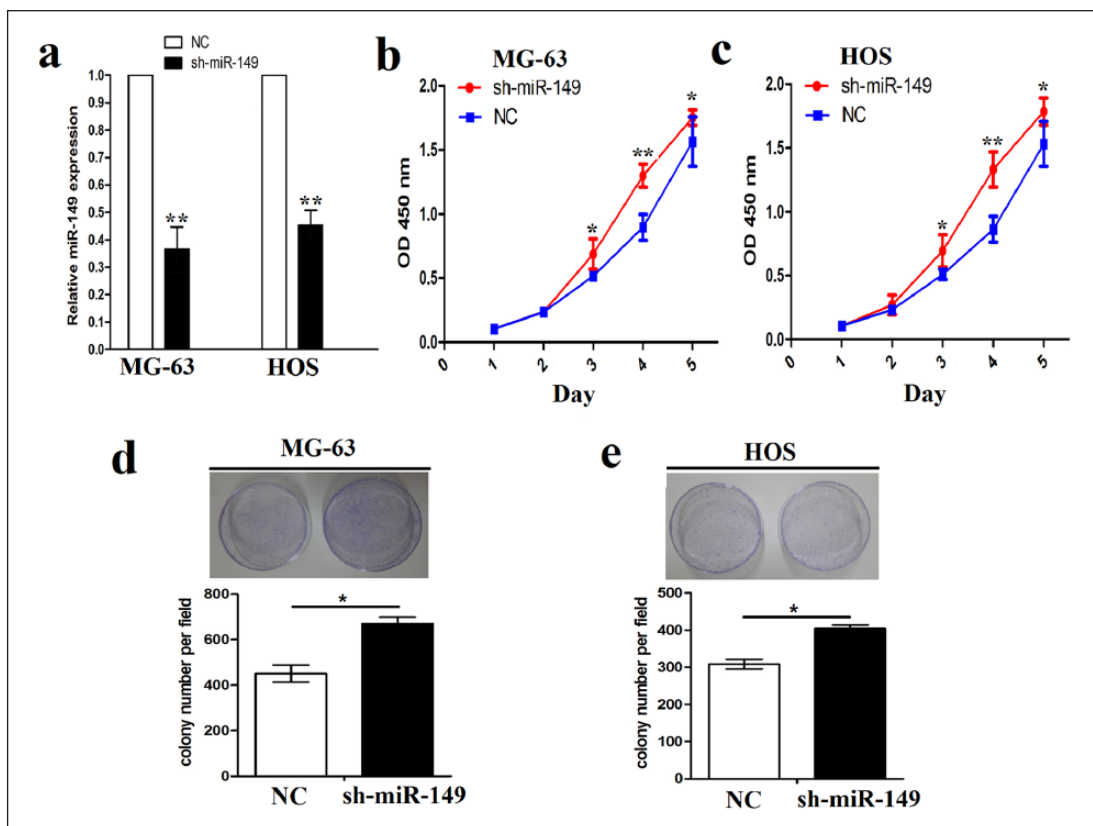 a
NC
sh-miR-149
Relative miR-149 expression
1.0
0.9
0.8
0.7
0.6
0.5
0.4
0.3
0.2
0.1
0.0
**
**
MG-63 HOS
b
MG-63
sh-miR-149
NC
OD 450 nm
2.0
1.5
1.0
0.5
0.0
*
**
*
0 1 2 3 4 5
Day
c
HOS
sh-miR-149
NC
OD 450 nm
2.0
1.5
1.0
0.5
0.0
*
**
*
0 1 2 3 4 5
Day
d
MG-63
colony number per field
800
600
400
200
0
*
NC sh-miR-149
e
HOS
colony number per field
500
400
300
200
100
0
*
NC sh-miR-149